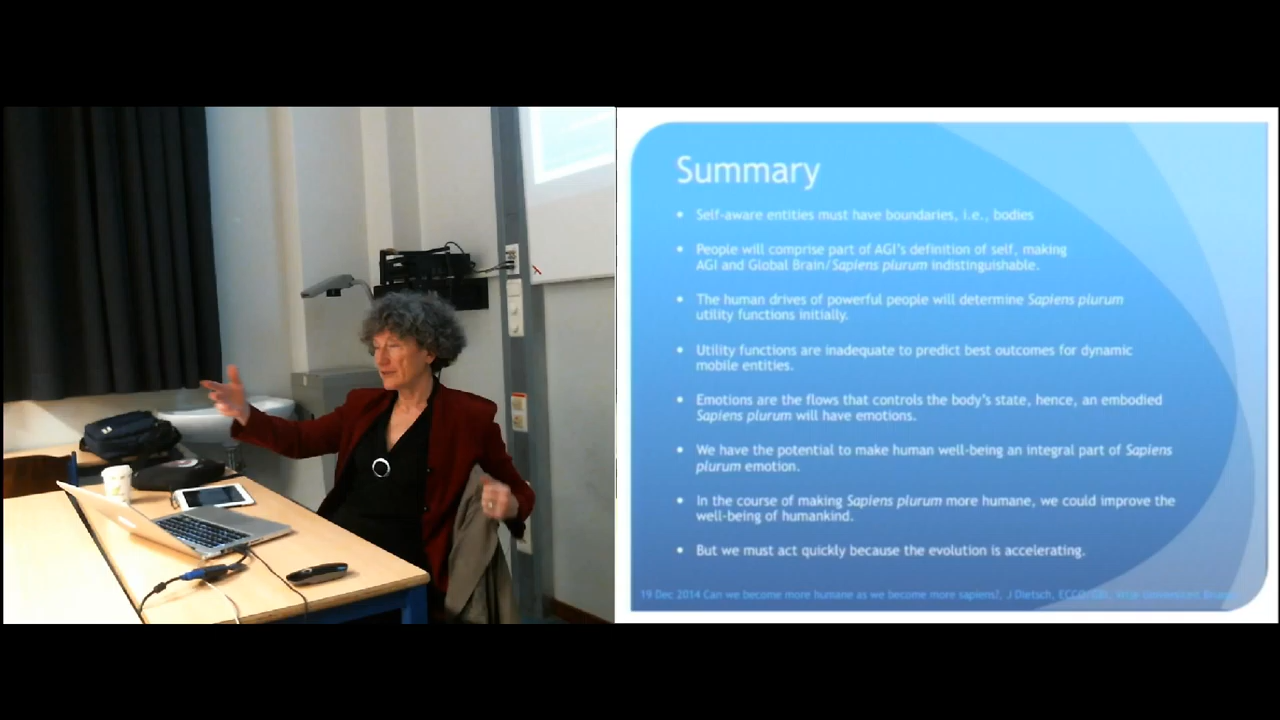 Summary
Self-aware entities must have boundaries, i.e., bodies
People will comprise part of AGI's definition of self, making
AGI and Global Brain/Sapiens plurum indistinguishable.
The human drives of powerful people will determine Sapiens plurum
utility functions initially.
Utility functions are inadequate to predict best outcomes for dynamic
mobile entities.
Emotions are the flows that controls the body's state, hence, an embodied
Sapiens plurum will have emotions.
We have the potential to make human well-being an integral part of Sapiens
plurum emotion.
In the course of making Sapiens plurum more humane, we could improve the
well-being of humankind.
But we must act quickly because the evolution is accelerating.
19 Dec 2014 Can we become more humane as we become more sapiens?, J Dietsch,